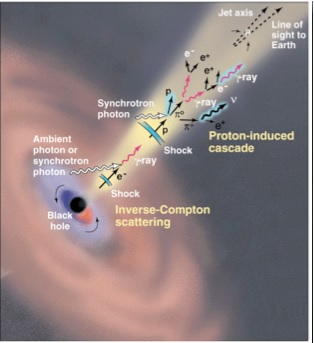 Jet axis
Line of
sight to
Earth
e⁻
e⁺
e⁺
γ-ray
e⁻
p
Synchrotron
photon
γ-ray
ν
π⁰
p
π
e⁺
Proton-induced
cascade
Shock
Ambient
photon or
synchrotron
photon
γ-ray
e⁻
Shock
Inverse-Compton
scattering
Black
hole